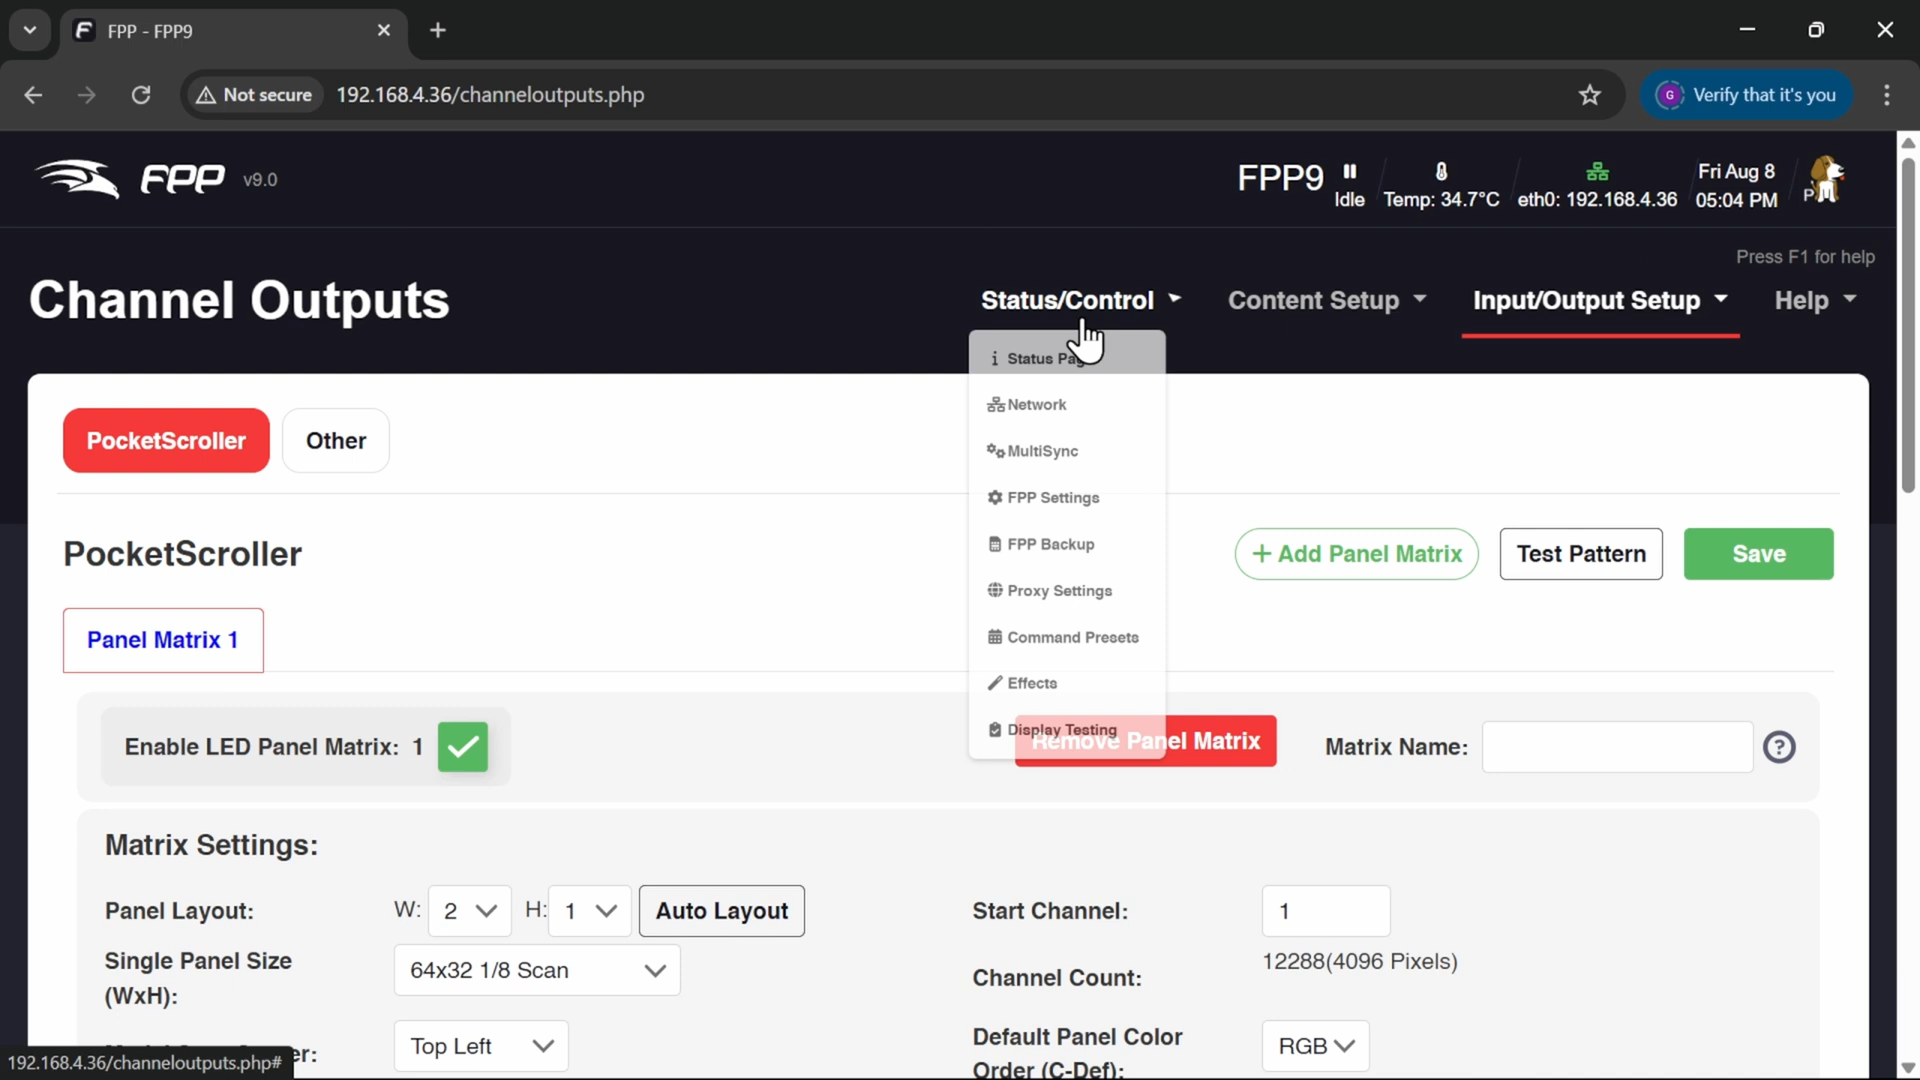 FPP - FPP9
Not secure
192.168.4.36/channeloutputs.php
G
Verify that it's you
FPP v9.0
FPP9
Idle
Temp: 34.7°C
eth0: 192.168.4.36
Fri Aug 8
05:04 PM
Press F1 for help
Channel Outputs
Status/Control
Content Setup
Input/Output Setup
Help
Status Pag
Network
MultiSync
FPP Settings
FPP Backup
Proxy Settings
Command Presets
Effects
Display Testing
PocketScroller
Other
PocketScroller
+ Add Panel Matrix
Test Pattern
Save
Panel Matrix 1
Enable LED Panel Matrix: 1
Remove Panel Matrix
Matrix Name:
?
Matrix Settings:
Panel Layout:
W: 2
H: 1
Auto Layout
Start Channel:
1
Single Panel Size
(WxH):
64x32 1/8 Scan
Channel Count:
12288(4096 Pixels)
er:
Top Left
Default Panel Color
Order (C-Def):
RGB
192.168.4.36/channeloutputs.php#